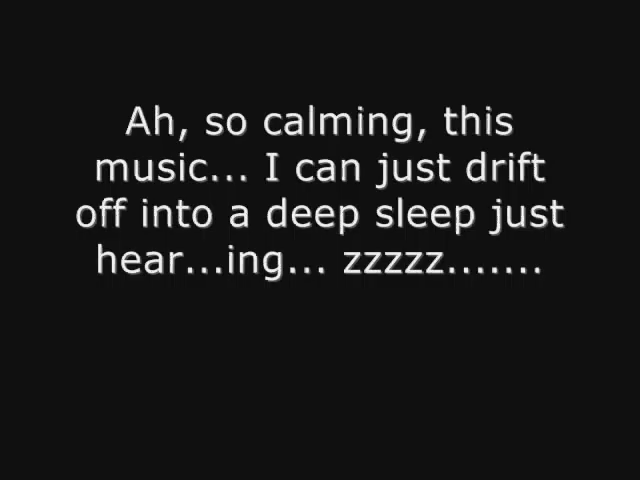 Ah, so calming, this
music... I can just drift
off into a deep sleep just
hear...ing... zzzzz.......